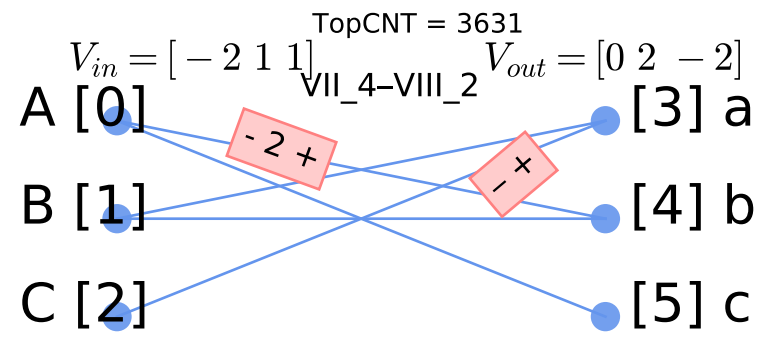 TopCNT = 3631
V_in = [ − 2 1 1] V_out = [0 2 − 2]
VII_4–VIII_2
A [0] [3] a
- 2 +
– +
B [1] [4] b
C [2] [5] c